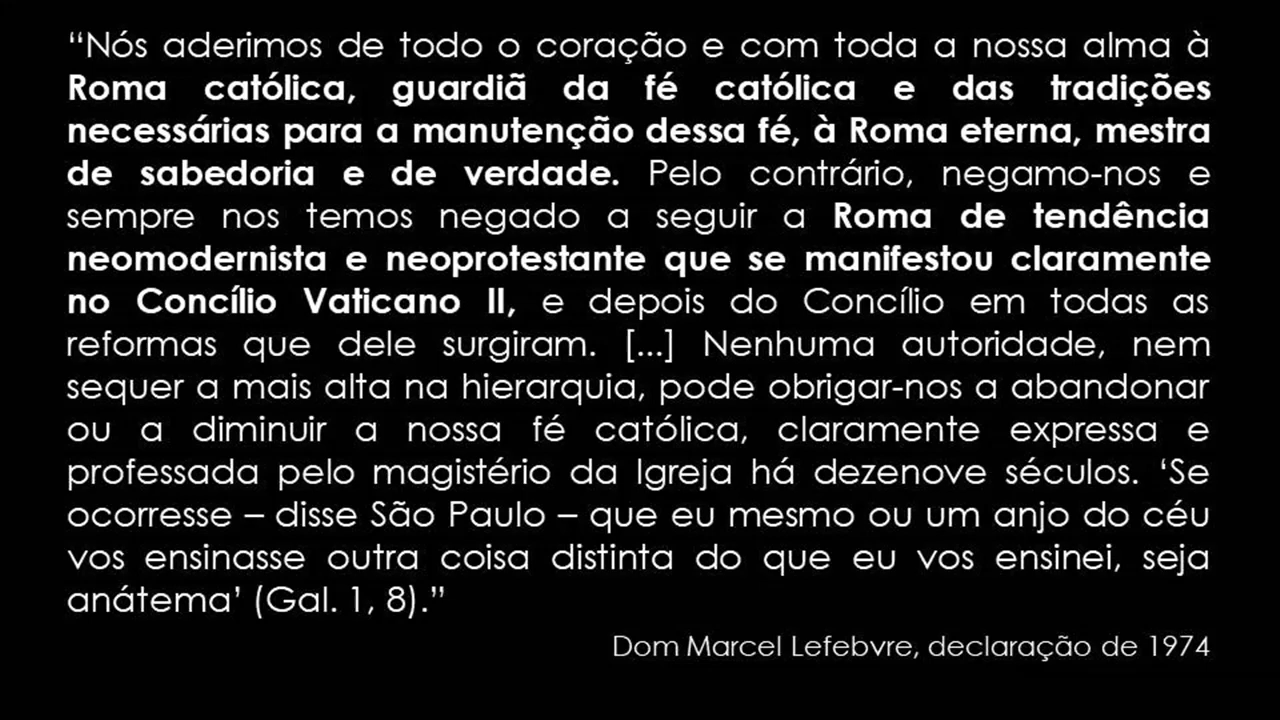 “Nós aderimos de todo o coração e com toda a nossa alma à
Roma católica, guardiã da fé católica e das tradições
necessárias para a manutenção dessa fé, à Roma eterna, mestra
de sabedoria e de verdade. Pelo contrário, negamo-nos e
sempre nos temos negado a seguir a Roma de tendência
neomodernista e neoprotestante que se manifestou claramente
no Concílio Vaticano II, e depois do Concílio em todas as
reformas que dele surgiram. [...] Nenhuma autoridade, nem
sequer a mais alta na hierarquia, pode obrigar-nos a abandonar
ou a diminuir a nossa fé católica, claramente expressa e
professada pelo magistério da Igreja há dezenove séculos. ‘Se
ocorresse – disse São Paulo – que eu mesmo ou um anjo do céu
vos ensinasse outra coisa distinta do que eu vos ensinei, seja
anátema’ (Gal. 1, 8).”
Dom Marcel Lefebvre, declaração de 1974